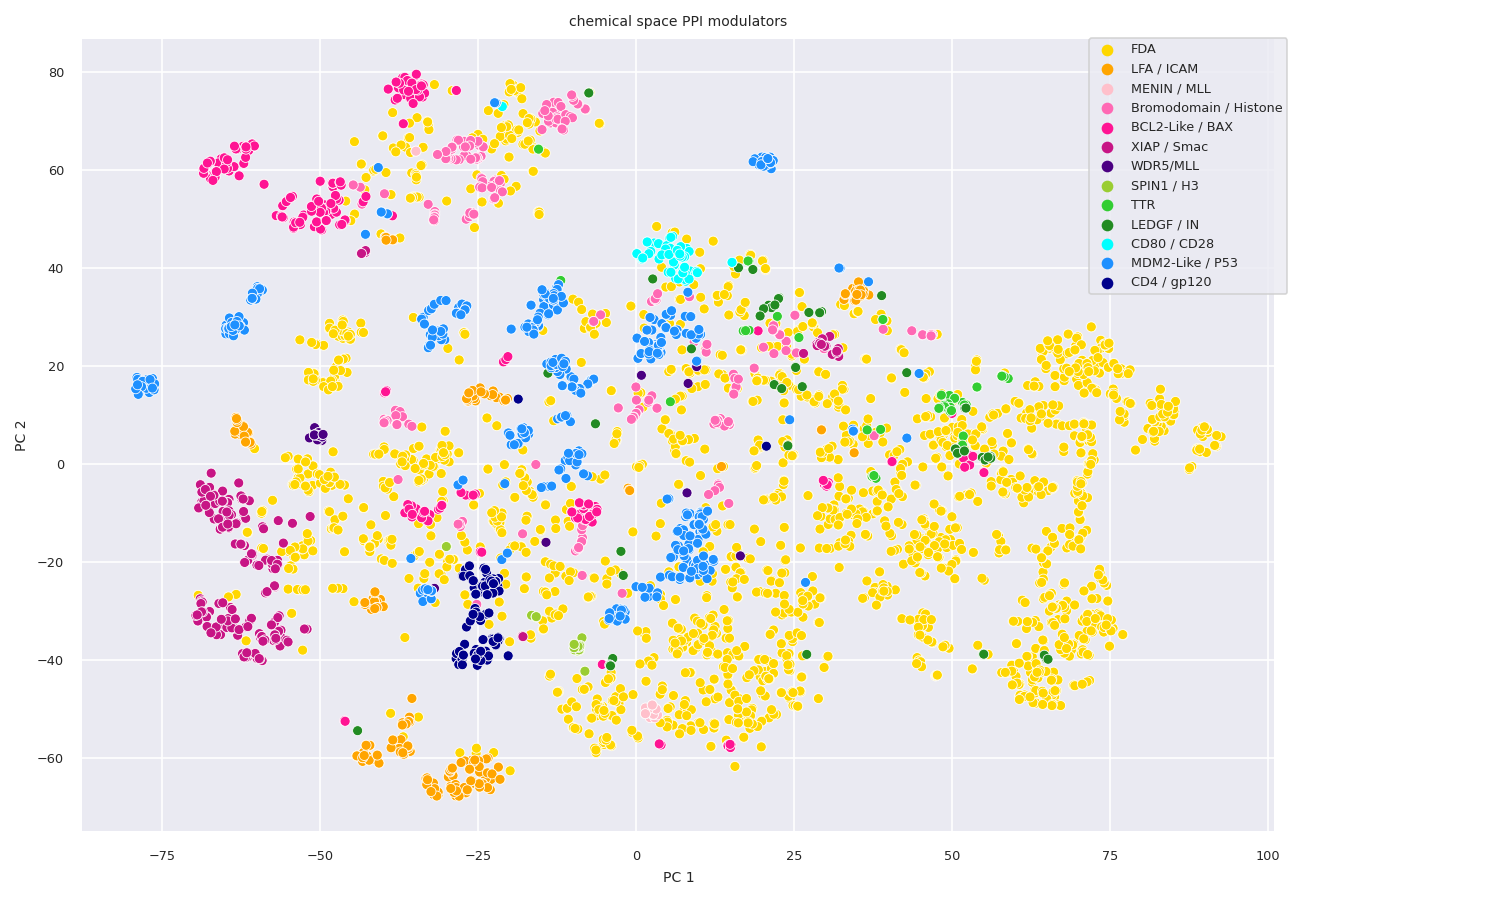 chemical space PPI modulators
FDA
LFA / ICAM
MENIN / MLL
Bromodomain / Histone
BCL2-Like / BAX
XIAP / Smac
WDR5/MLL
SPIN1 / H3
TTR
LEDGF / IN
CD80 / CD28
MDM2-Like / P53
CD4 / gp120
80
60
40
20
0
−20
−40
−60
PC 2
−75 −50 −25 0 25 50 75 100
PC 1